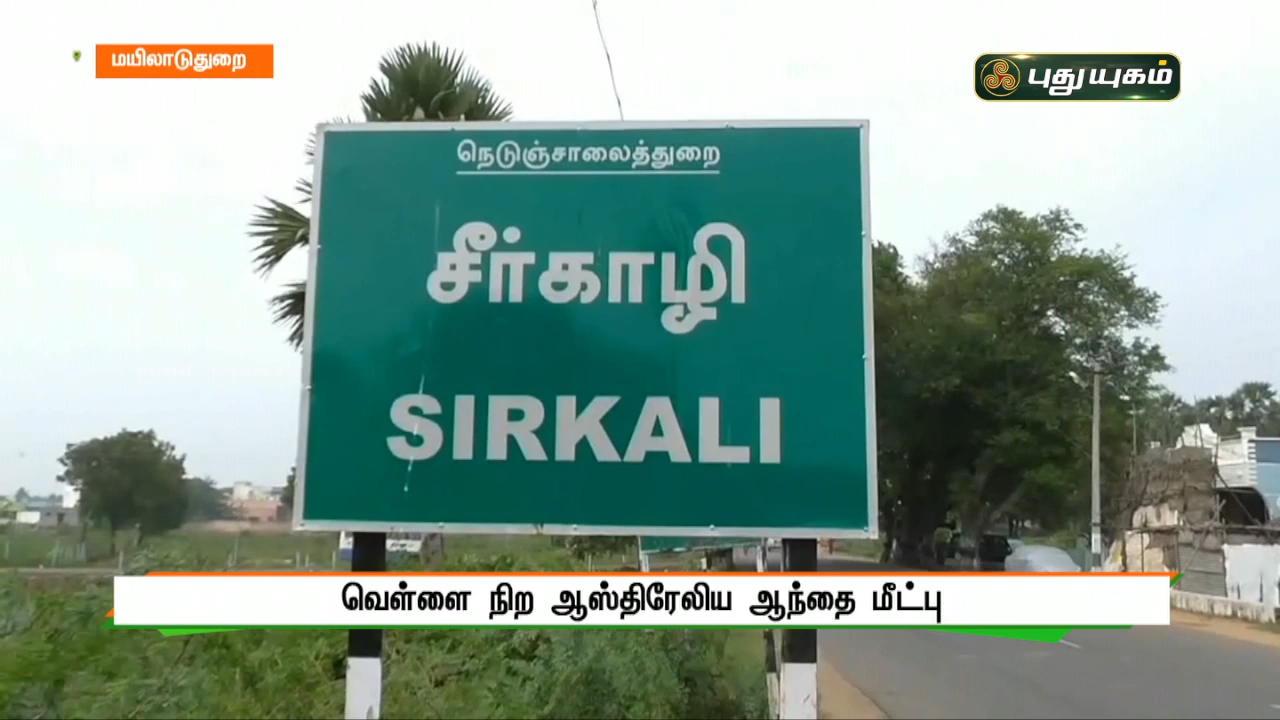 மயிலாடுதுறை
புதுயுகம்
நெடுஞ்சாலைத்துறை
சீர்காழி
SIRKALI
வெள்ளை நிற ஆஸ்திரேலிய ஆந்தை மீட்பு